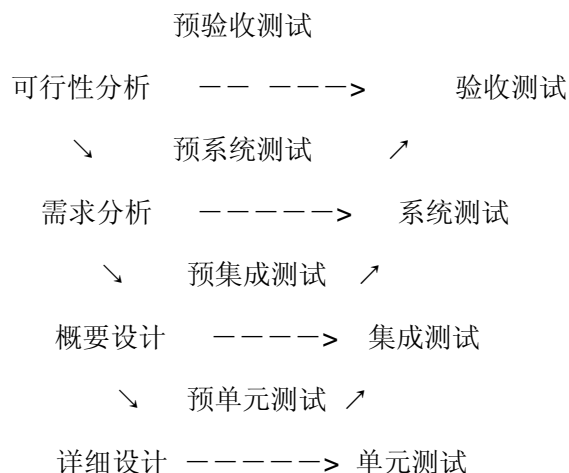 预验收测试
可行性分析 －－ －－－> 验收测试
↘ 预系统测试 ↗
需求分析 －－－－－> 系统测试
↘ 预集成测试 ↗
概要设计 －－－－> 集成测试
↘ 预单元测试 ↗
详细设计 －－－－－> 单元测试